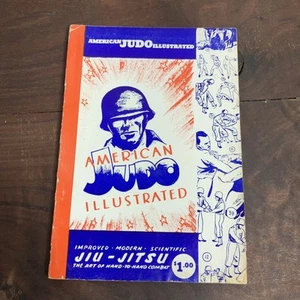 AMERICAN JUDO ILLUSTRATED
AMERICAN
JUDO
ILLUSTRATED
IMPROVED - MODERN - SCIENTIFIC
JIU-JITSU
THE ART OF HAND-TO-HAND COMBAT
$1.00